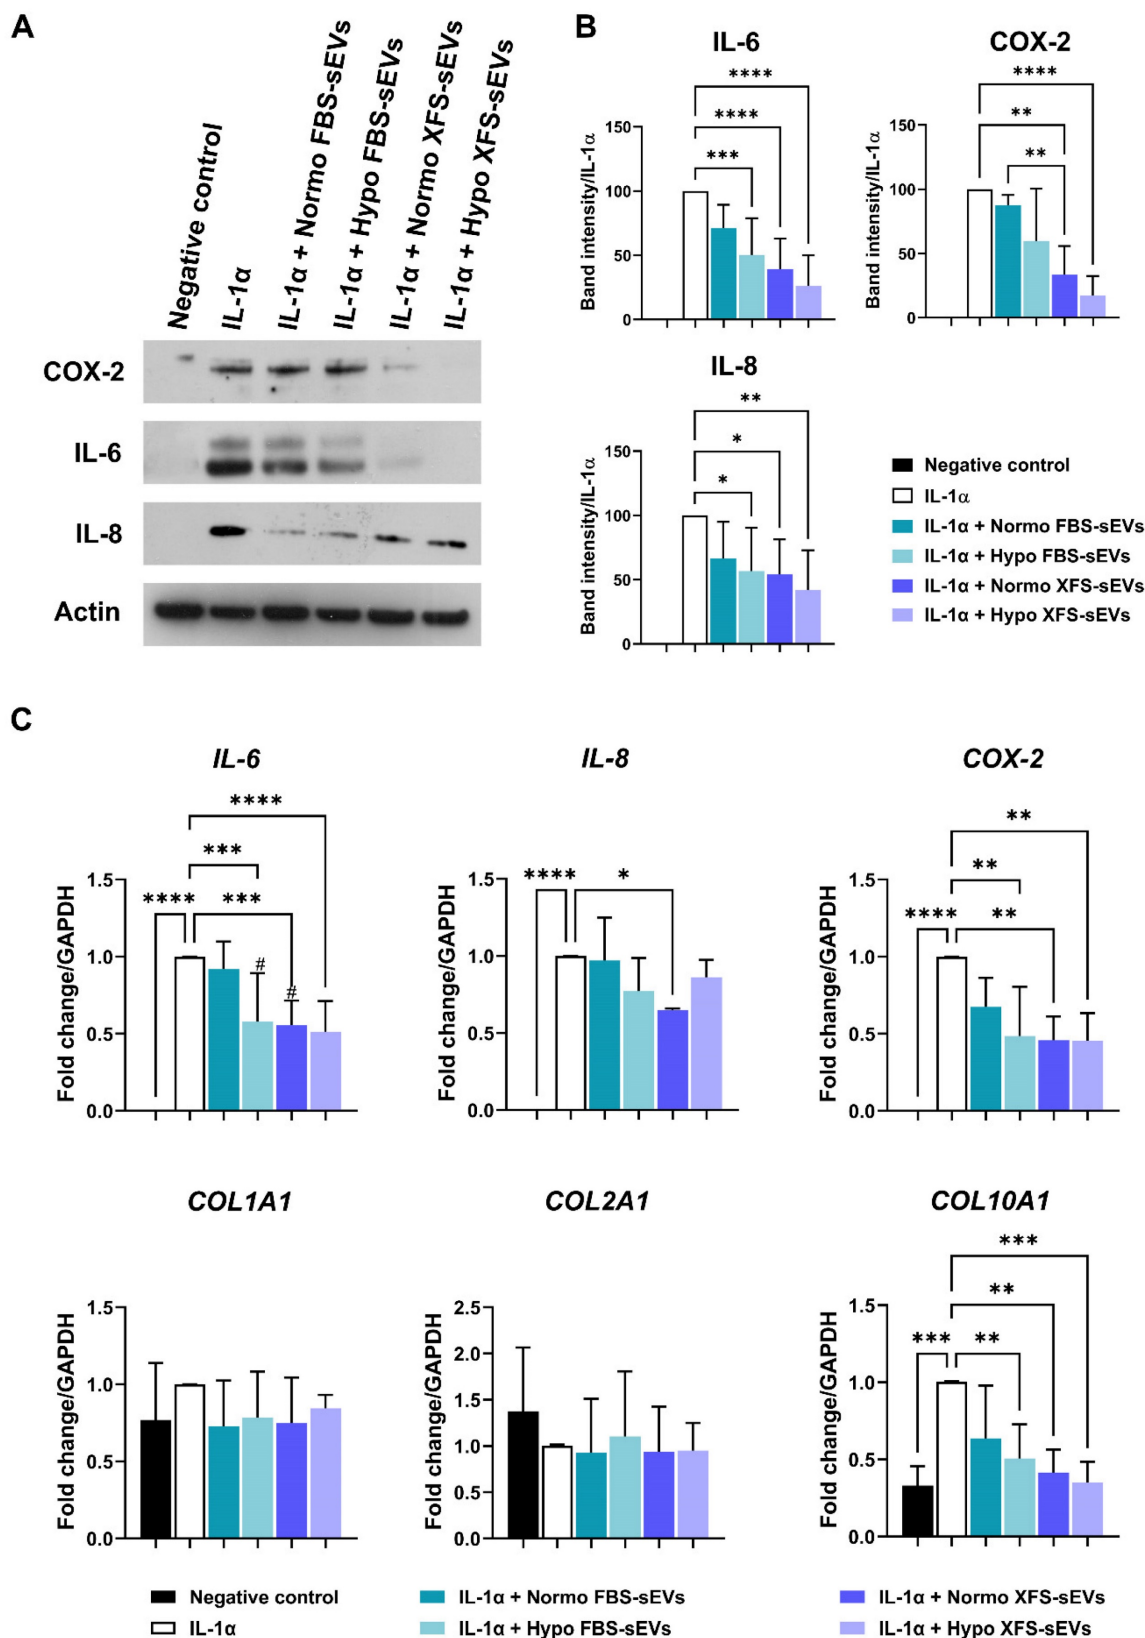 A
Negative control
IL-1α
IL-1α + Normo FBS-sEVs
IL-1α + Hypo FBS-sEVs
IL-1α + Normo XFS-sEVs
IL-1α + Hypo XFS-sEVs
COX-2
IL-6
IL-8
Actin
B
IL-6
****
****
***
Band intensity/IL-1α
150
100
50
0
COX-2
****
**
**
Band intensity/IL-1α
150
100
50
0
IL-8
**
*
*
Band intensity/IL-1α
150
100
50
0
Negative control
IL-1α
IL-1α + Normo FBS-sEVs
IL-1α + Hypo FBS-sEVs
IL-1α + Normo XFS-sEVs
IL-1α + Hypo XFS-sEVs
C
IL-6
****
***
**** ***
# #
Fold change/GAPDH
1.5
1.0
0.5
0.0
IL-8
**** *
Fold change/GAPDH
1.5
1.0
0.5
0.0
COX-2
**
**
**** **
Fold change/GAPDH
1.5
1.0
0.5
0.0
COL1A1
Fold change/GAPDH
1.5
1.0
0.5
0.0
COL2A1
Fold change/GAPDH
2.5
2.0
1.5
1.0
0.5
0.0
COL10A1
***
**
*** **
Fold change/GAPDH
1.5
1.0
0.5
0.0
Negative control
IL-1α
IL-1α + Normo FBS-sEVs
IL-1α + Hypo FBS-sEVs
IL-1α + Normo XFS-sEVs
IL-1α + Hypo XFS-sEVs